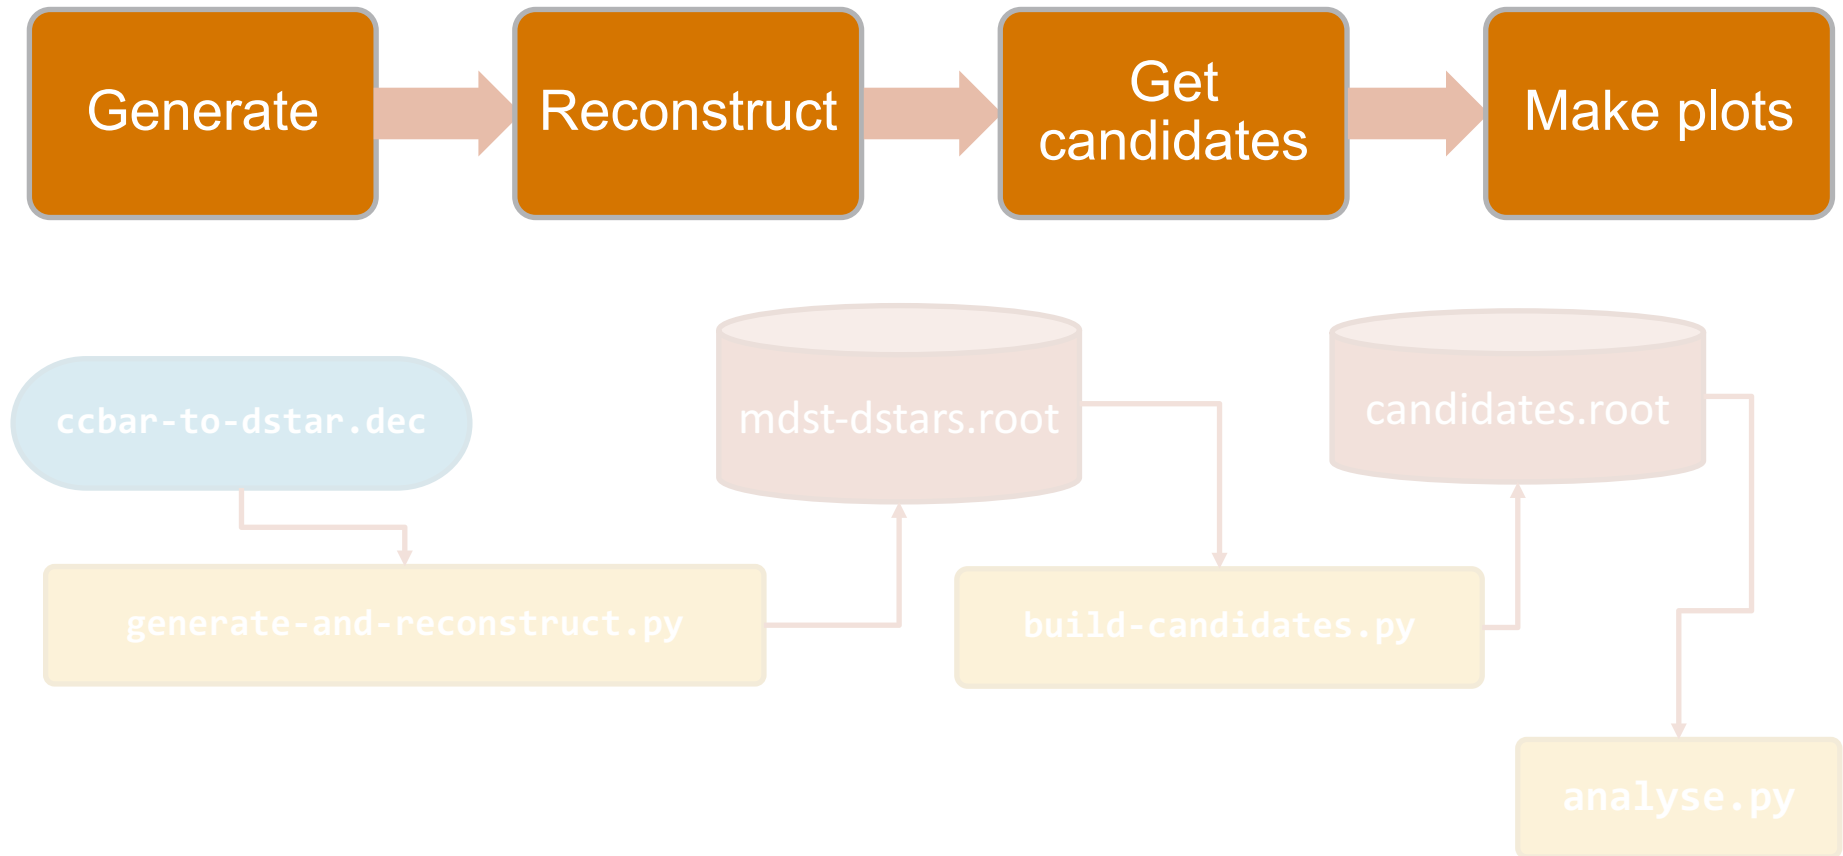 Generate
Reconstruct
Get
candidates
Make plots
ccbar-to-dstar.dec
mdst-dstars.root
candidates.root
generate-and-reconstruct.py
build-candidates.py
analyse.py